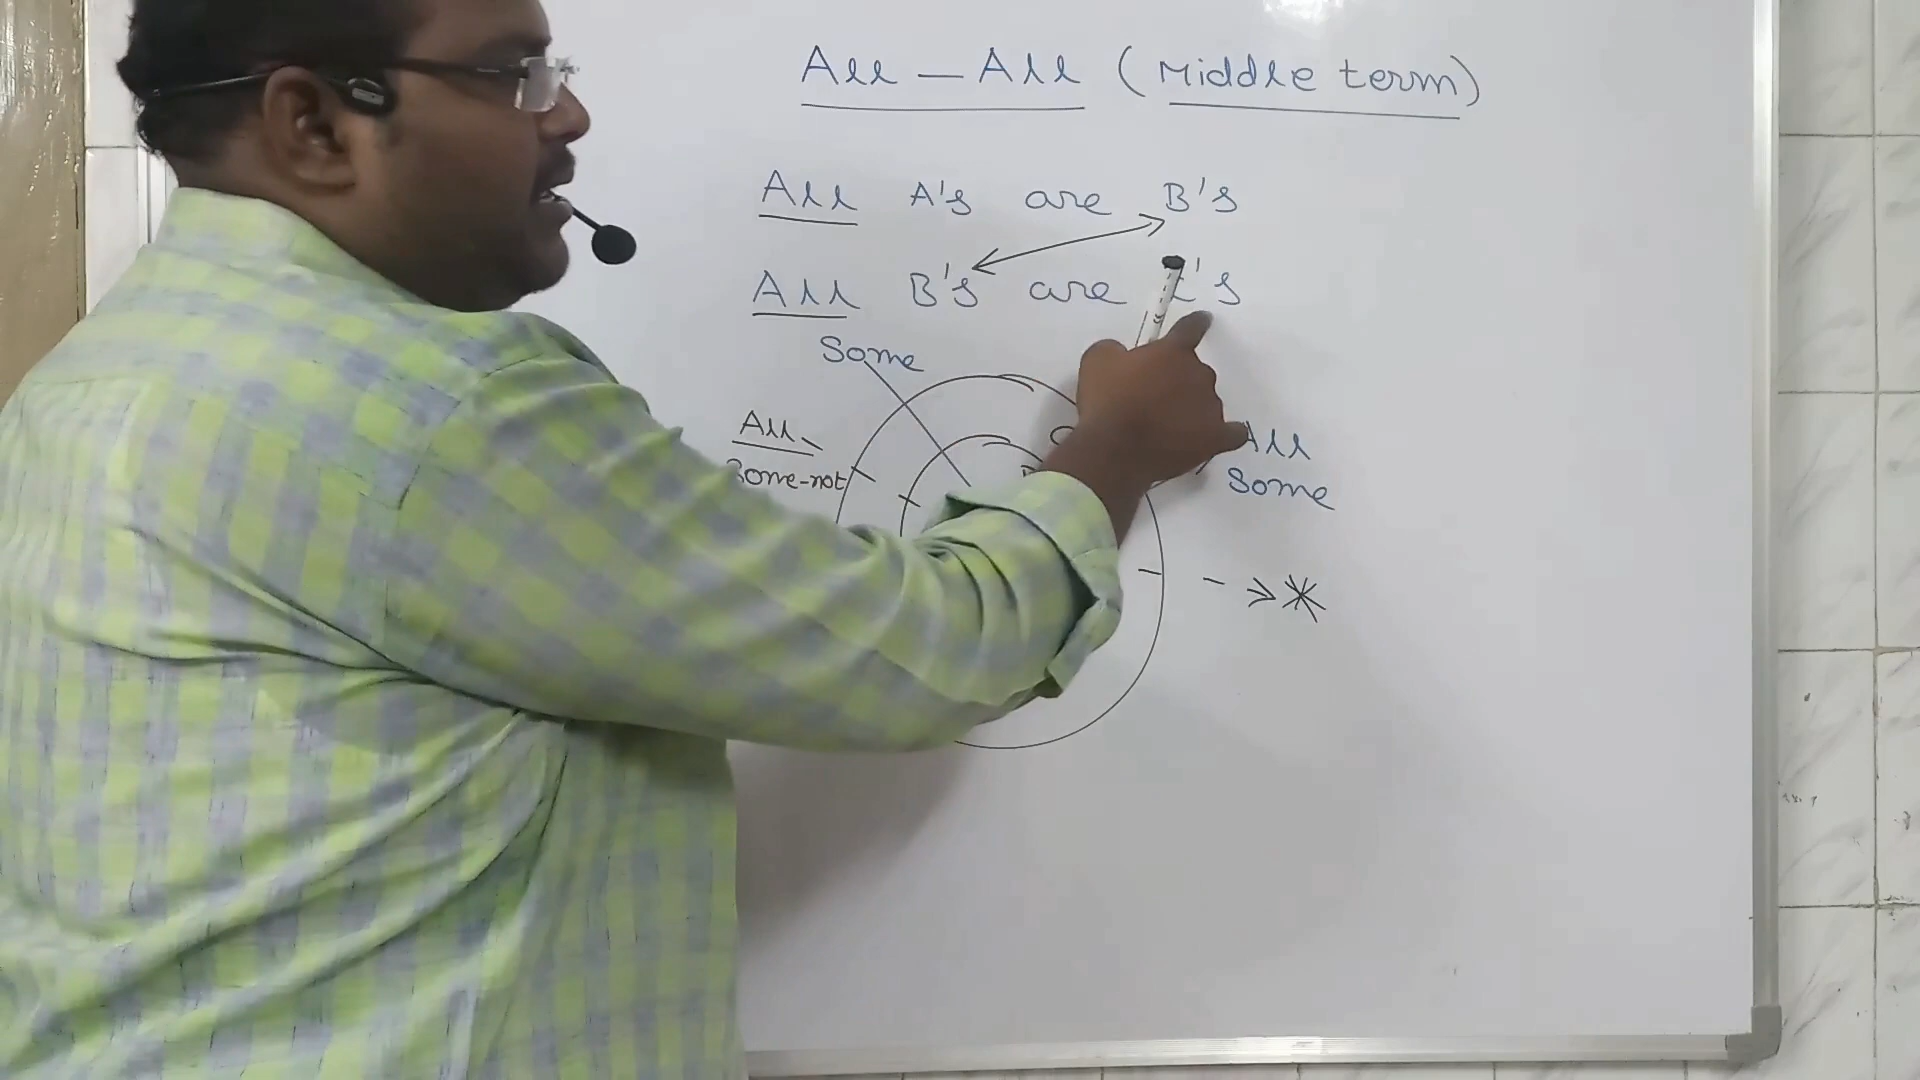 All - All (Middle term)
All A's are B's
All B's are 's
Some
All
Some-not
All
Some